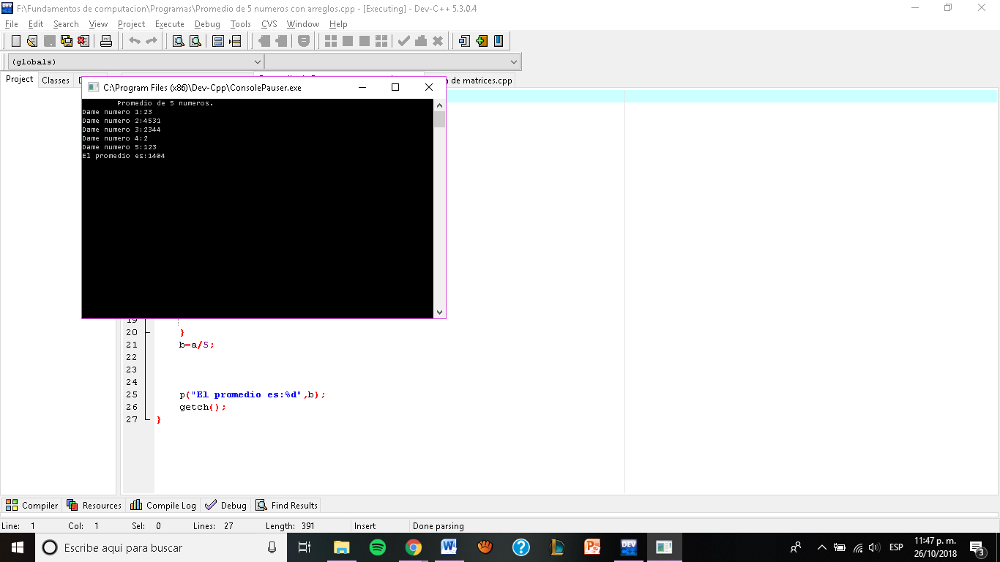 F:\Fundamentos de computacion\Programas\Promedio de 5 numeros con arreglos.cpp - [Executing] - Dev-C++ 5.3.0.4
File Edit Search View Project Execute Debug Tools CVS Window Help
(globals)
Project Classes
a de matrices.cpp
C:\Program Files (x86)\Dev-Cpp\ConsolePauser.exe
Promedio de 5 numeros.
Dame numero 1:23
Dame numero 2:4531
Dame numero 3:2344
Dame numero 4:2
Dame numero 5:123
El promedio es:1404
19
20 }
21 b=a/5;
22
23
24
25 p("El promedio es:%d",b);
26 getch();
27 }
Compiler Resources Compile Log Debug Find Results
Line: 1 Col: 1 Sel: 0 Lines: 27 Length: 391 Insert Done parsing
Escribe aquí para buscar
ESP
11:47 p. m.
26/10/2018
3